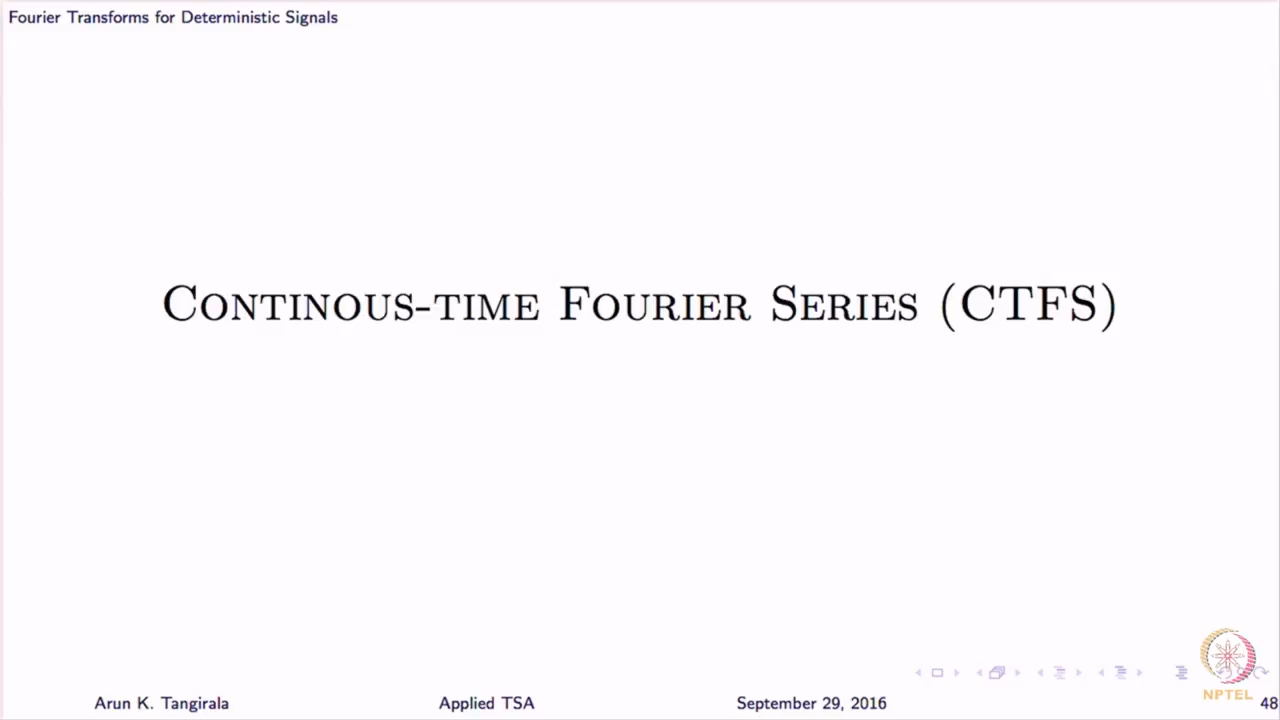 Fourier Transforms for Deterministic Signals
Continous-time Fourier Series (CTFS)
NPTEL
Arun K. Tangirala Applied TSA September 29, 2016 48